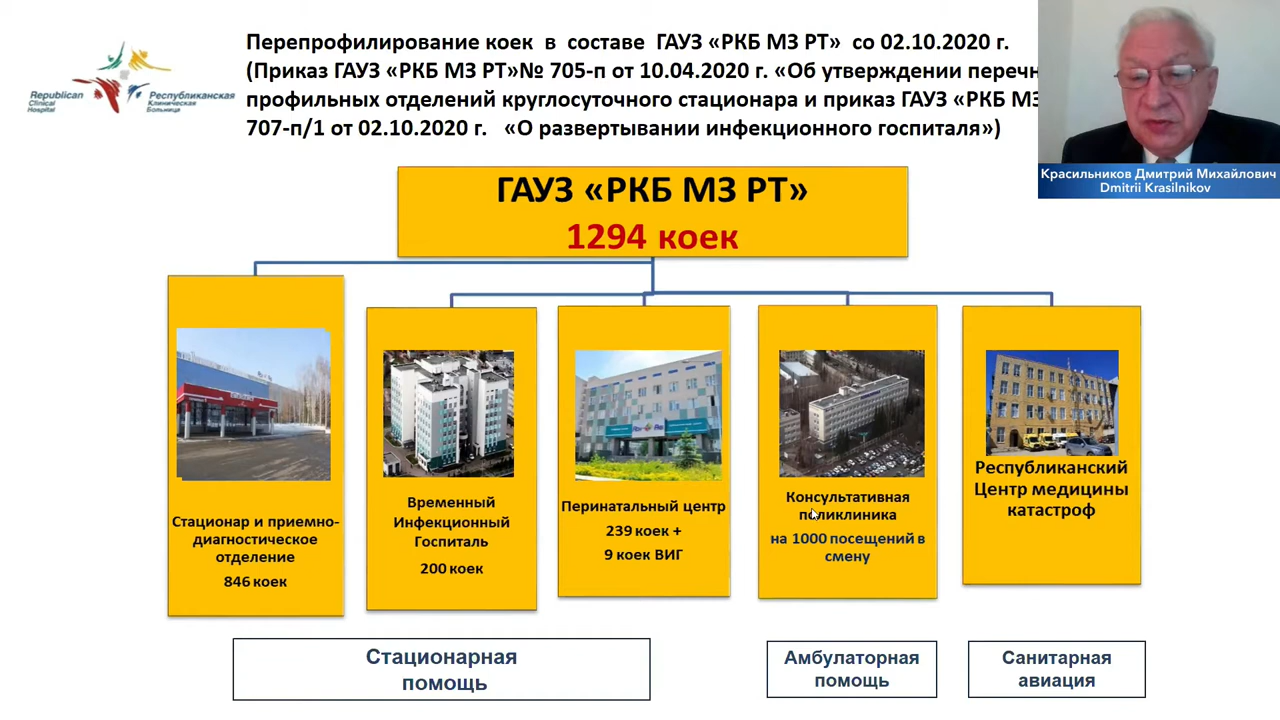 Republican
Clinical
Hospital
Республиканская
Клиническая
Больница
Перепрофилирование коек в составе ГАУЗ «РКБ МЗ РТ» со 02.10.2020 г.
(Приказ ГАУЗ «РКБ МЗ РТ»№ 705-п от 10.04.2020 г. «Об утверждении перечн
профильных отделений круглосуточного стационара и приказ ГАУЗ «РКБ МЗ
707-п/1 от 02.10.2020 г. «О развертывании инфекционного госпиталя»)
Красильников Дмитрий Михайлович
Dmitrii Krasilnikov
ГАУЗ «РКБ МЗ РТ»
1294 коек
Стационар и приемно-
диагностическое
отделение
846 коек
Временный
Инфекционный
Госпиталь
200 коек
Перинатальный центр
239 коек +
9 коек ВИГ
Консультативная
поликлиника
на 1000 посещений в
смену
Республиканский
Центр медицины
катастроф
Стационарная
помощь
Амбулаторная
помощь
Санитарная
авиация